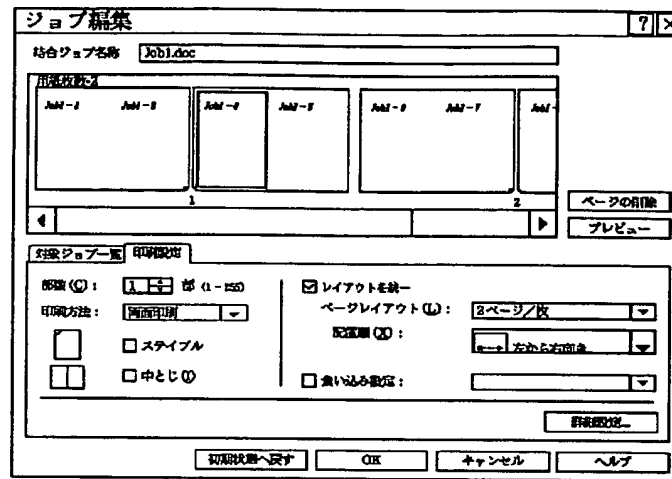 ジョブ編集
結合ジョブ名称 Job1.doc
用紙枚数:2
1 2
ページの削除
プレビュー
対象ジョブ一覧 印刷設定
部数(C): 1 部 (1-255)
印刷方法: 両面印刷
ステイプル
中とじ(I)
レイアウトを統一
ページレイアウト(L): 2ページ/枚
配置順(X): 左から右向き
食い込み設定:
詳細設定...
初期状態へ戻す OK キャンセル ヘルプ